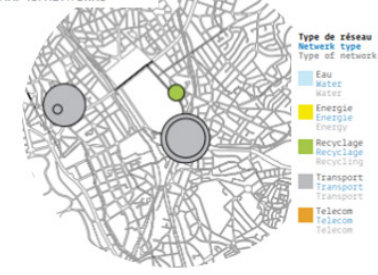 Type de réseau
Netwerk type
Type of network
Eau
Water
Water
Energie
Energie
Energy
Recyclage
Recyclage
Recycling
Transport
Transport
Transport
Telecom
Telecom
Telecom